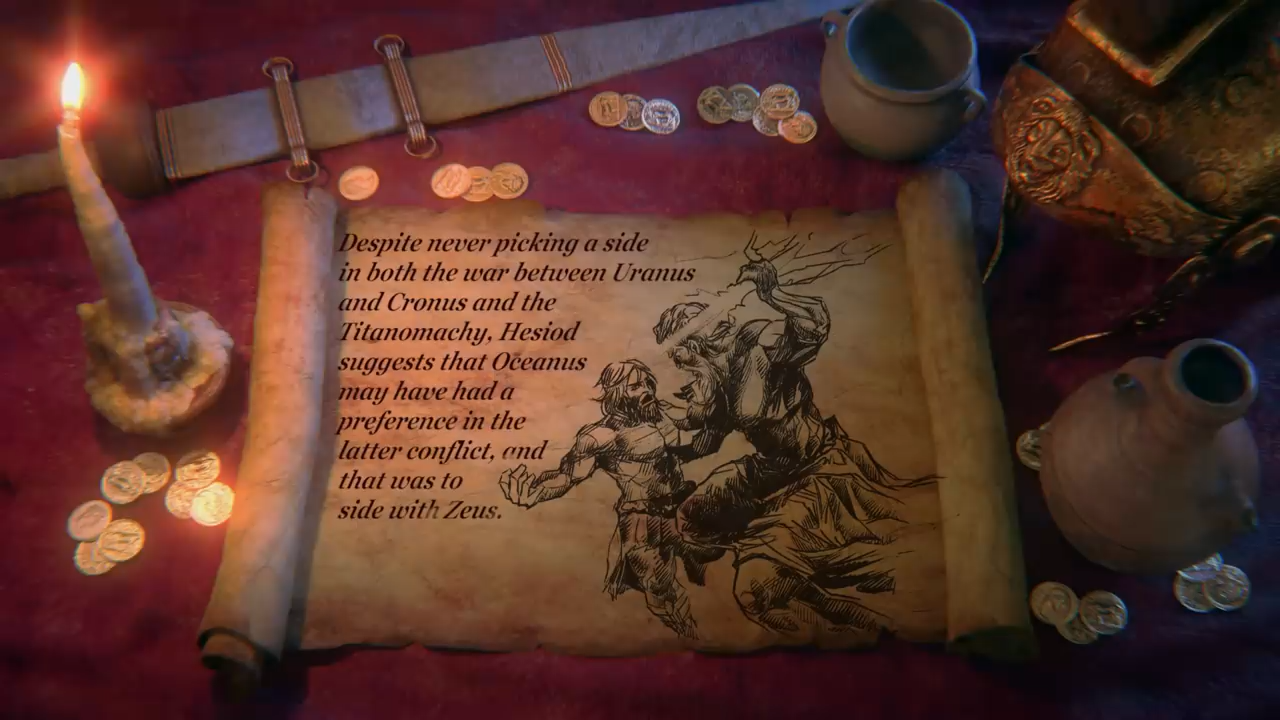 Despite never picking a side
in both the war between Uranus
and Cronus and the
Titanomachy, Hesiod
suggests that Oceanus
may have had a
preference in the
latter conflict, and
that was to
side with Zeus.